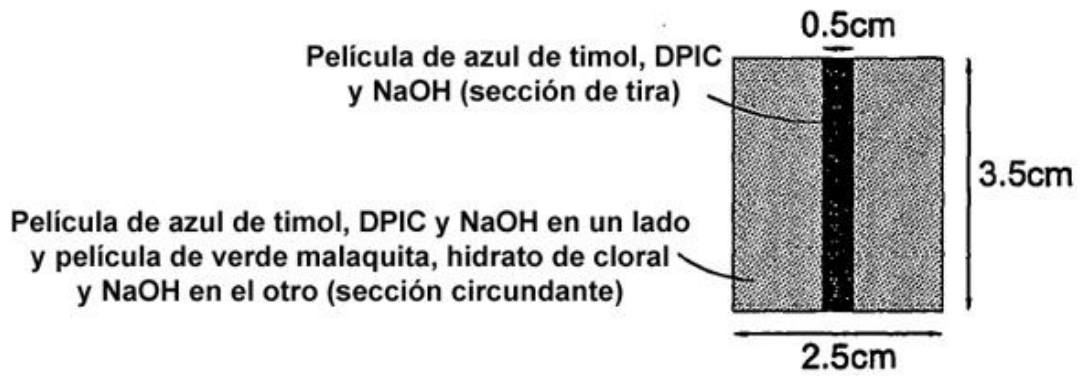 0.5cm
Película de azul de timol, DPIC
y NaOH (sección de tira)
3.5cm
Película de azul de timol, DPIC y NaOH en un lado
y película de verde malaquita, hidrato de cloral
y NaOH en el otro (sección circundante)
2.5cm